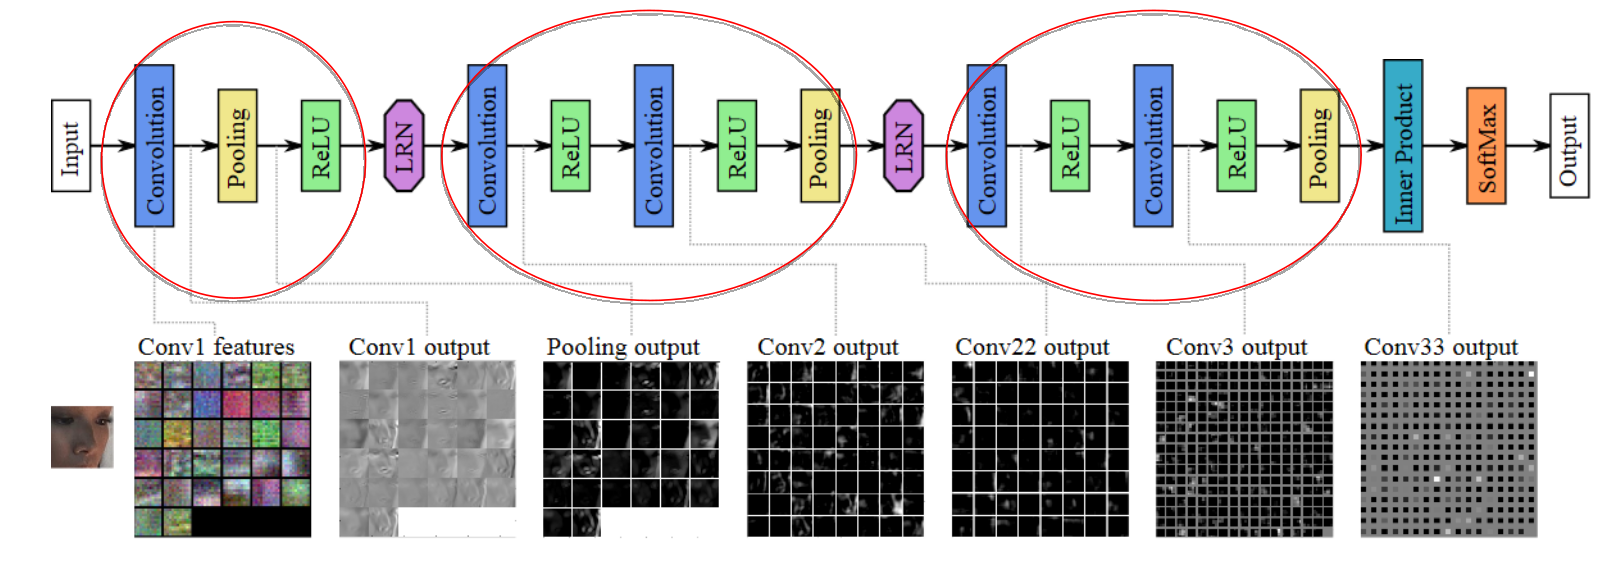 Input
Convolution
Pooling
ReLU
LRN
Convolution
ReLU
Convolution
ReLU
Pooling
LRN
Convolution
ReLU
Convolution
ReLU
Pooling
Inner Product
SoftMax
Output
Conv1 features
Conv1 output
Pooling output
Conv2 output
Conv22 output
Conv3 output
Conv33 output